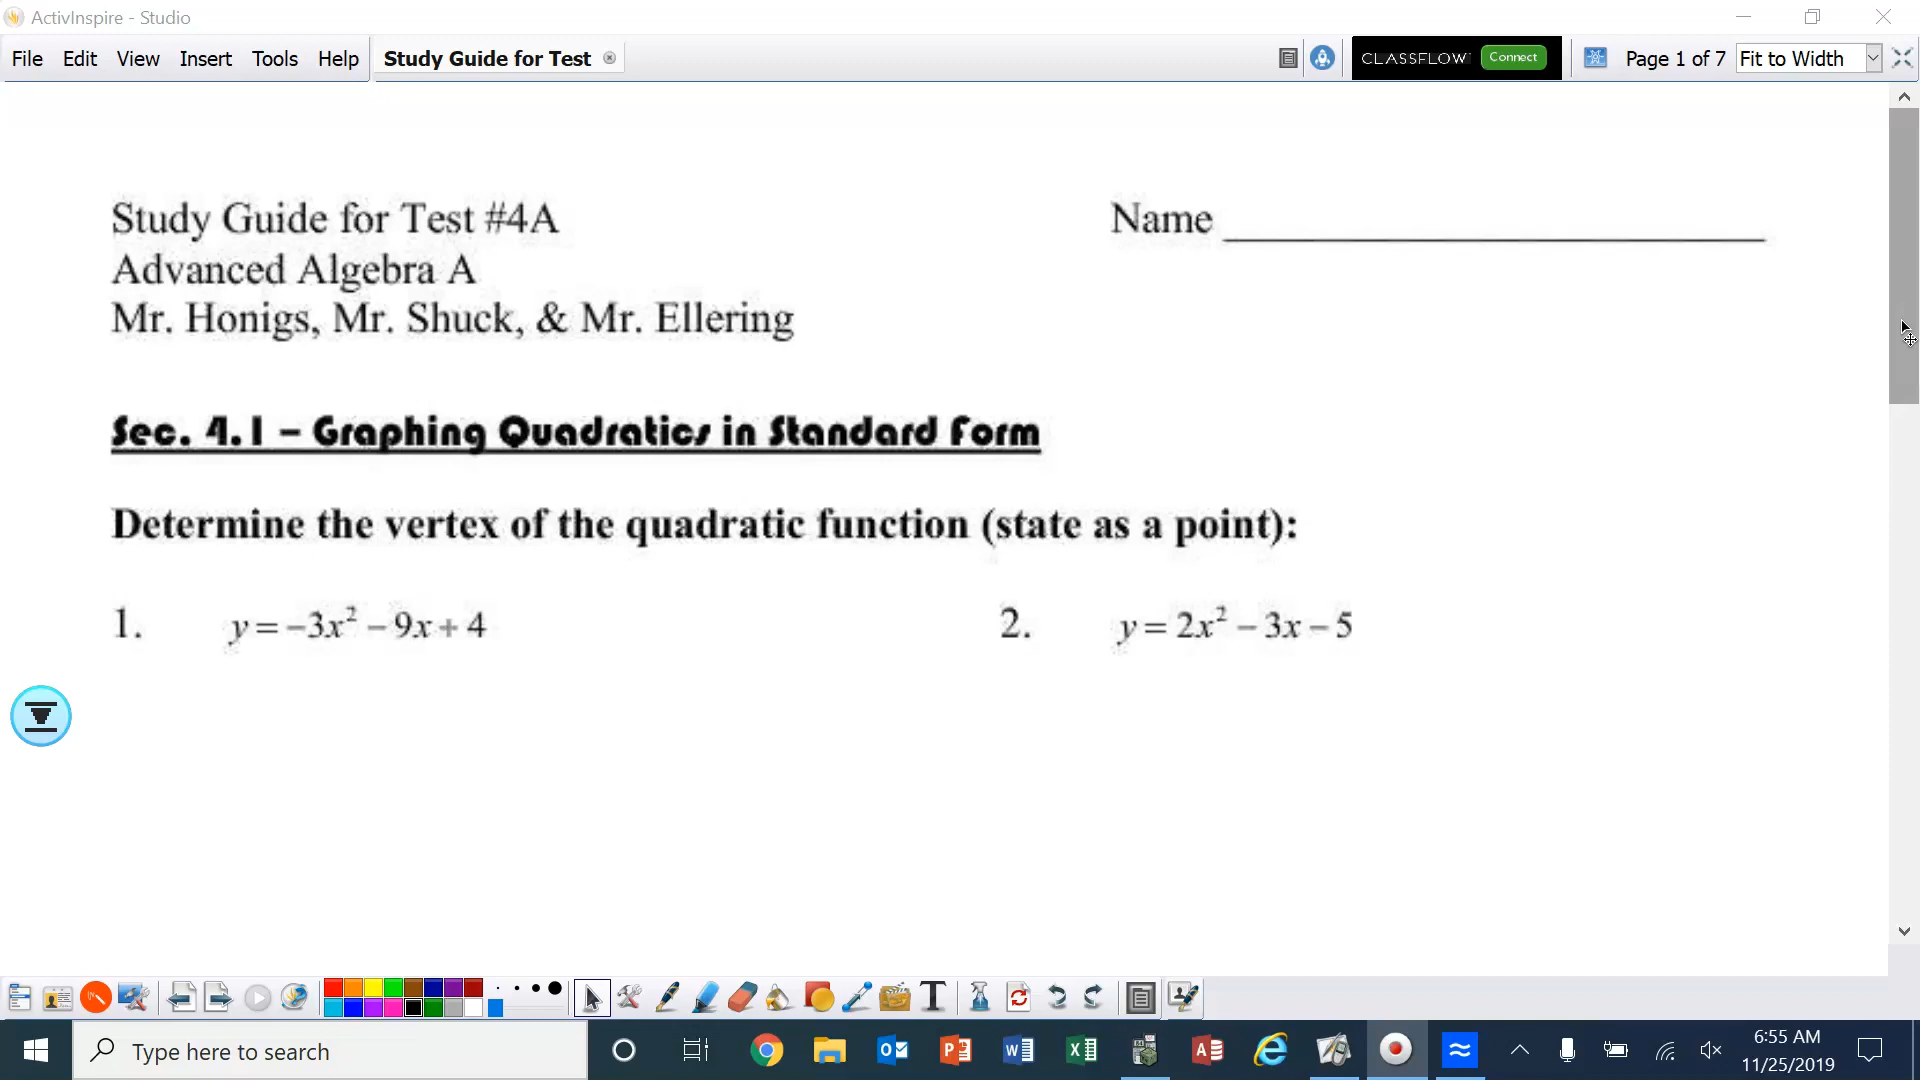 ActivInspire - Studio
File Edit View Insert Tools Help Study Guide for Test CLASSFLOW Connect Page 1 of 7 Fit to Width
Study Guide for Test #4A Name ____________________
Advanced Algebra A
Mr. Honigs, Mr. Shuck, & Mr. Ellering
Sec. 4.1 – Graphing Quadratics in Standard Form
Determine the vertex of the quadratic function (state as a point):
1. y = −3x² − 9x + 4 2. y = 2x² − 3x − 5
Type here to search
6:55 AM
11/25/2019